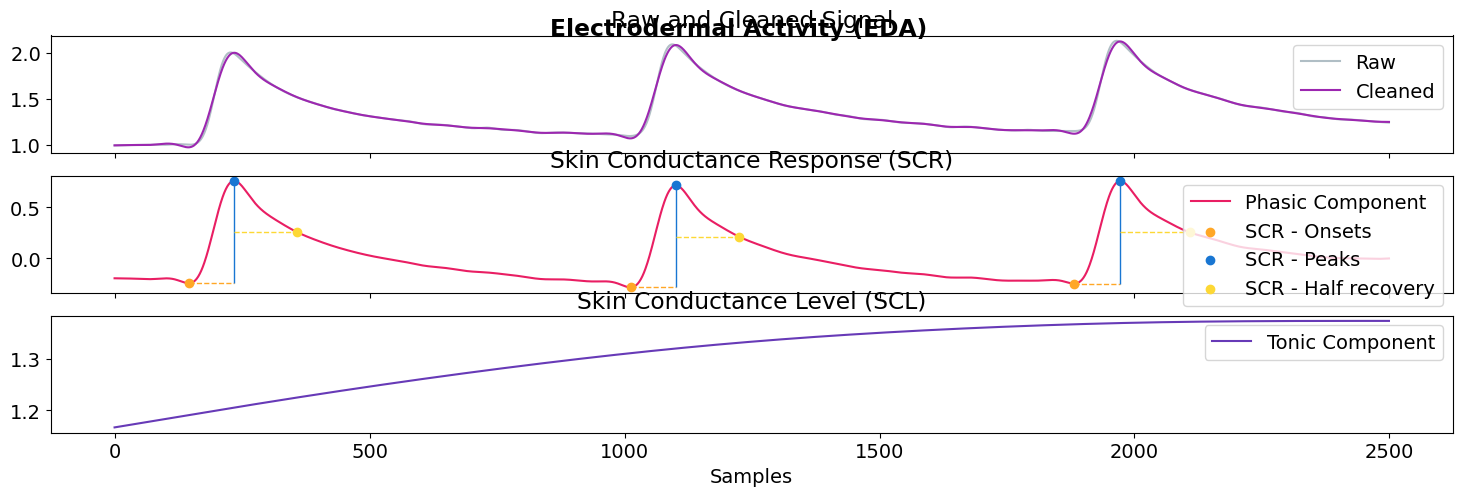 Raw and Cleaned Signal
Electrodermal Activity (EDA)
2.0
1.5
1.0
Raw
Cleaned
Skin Conductance Response (SCR)
0.5
0.0
Phasic Component
SCR - Onsets
SCR - Peaks
SCR - Half recovery
Skin Conductance Level (SCL)
1.3
1.2
Tonic Component
0 500 1000 1500 2000 2500
Samples